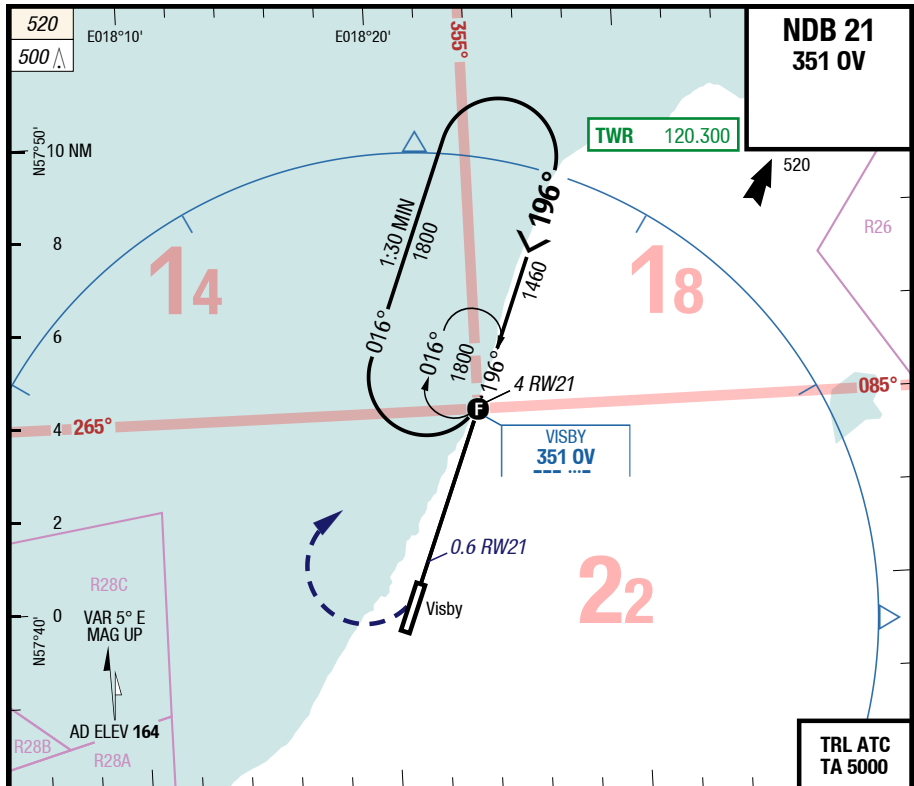 520
500
E018°10'
E018°20'
355°
NDB 21
351 OV
TWR 120.300
N57°50'
10 NM
520
R26
196°
1:30 MIN
1800
8
14
18
1460
6
016°
016°
1800
196°
4 RW21
085°
265°
4
VISBY
351 OV
2
0.6 RW21
R28C
22
0
Visby
VAR 5° E
MAG UP
N57°40'
AD ELEV 164
R28B
R28A
TRL ATC
TA 5000